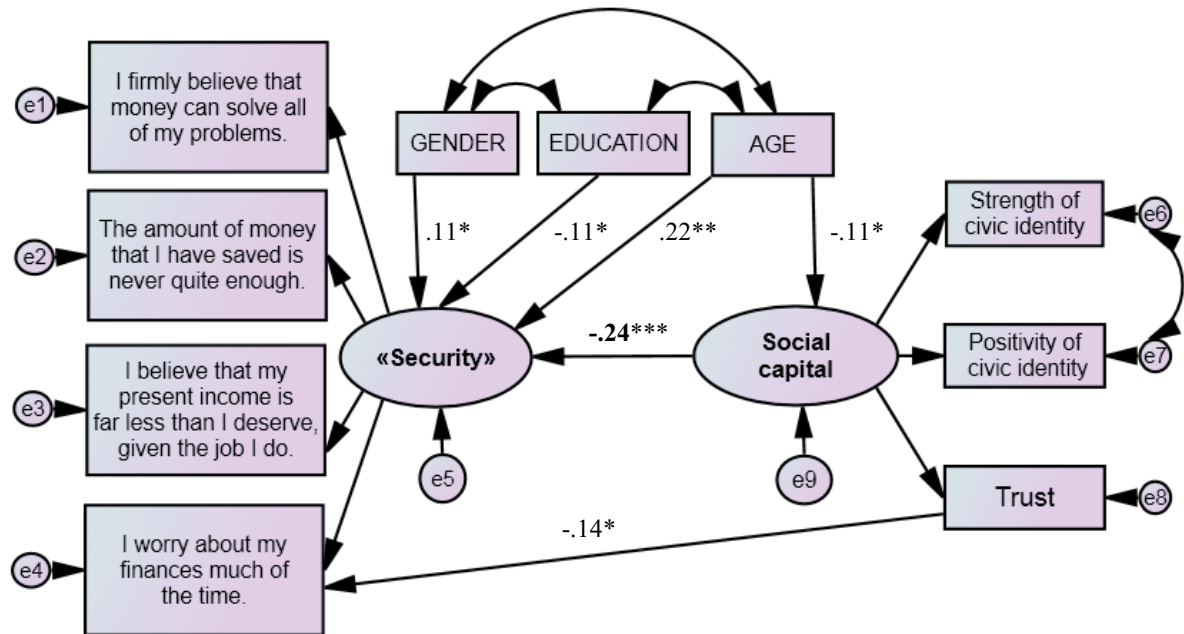 I firmly believe that
money can solve all
of my problems.
e1
GENDER
EDUCATION
AGE
The amount of money
that I have saved is
never quite enough.
e2
.11*
-.11*
.22**
-.11*
Strength of
civic identity
e6
«Security»
-.24***
Social
capital
Positivity of
civic identity
e7
I believe that my
present income is
far less than I deserve,
given the job I do.
e3
e5
e9
Trust
e8
-.14*
I worry about my
finances much of
the time.
e4